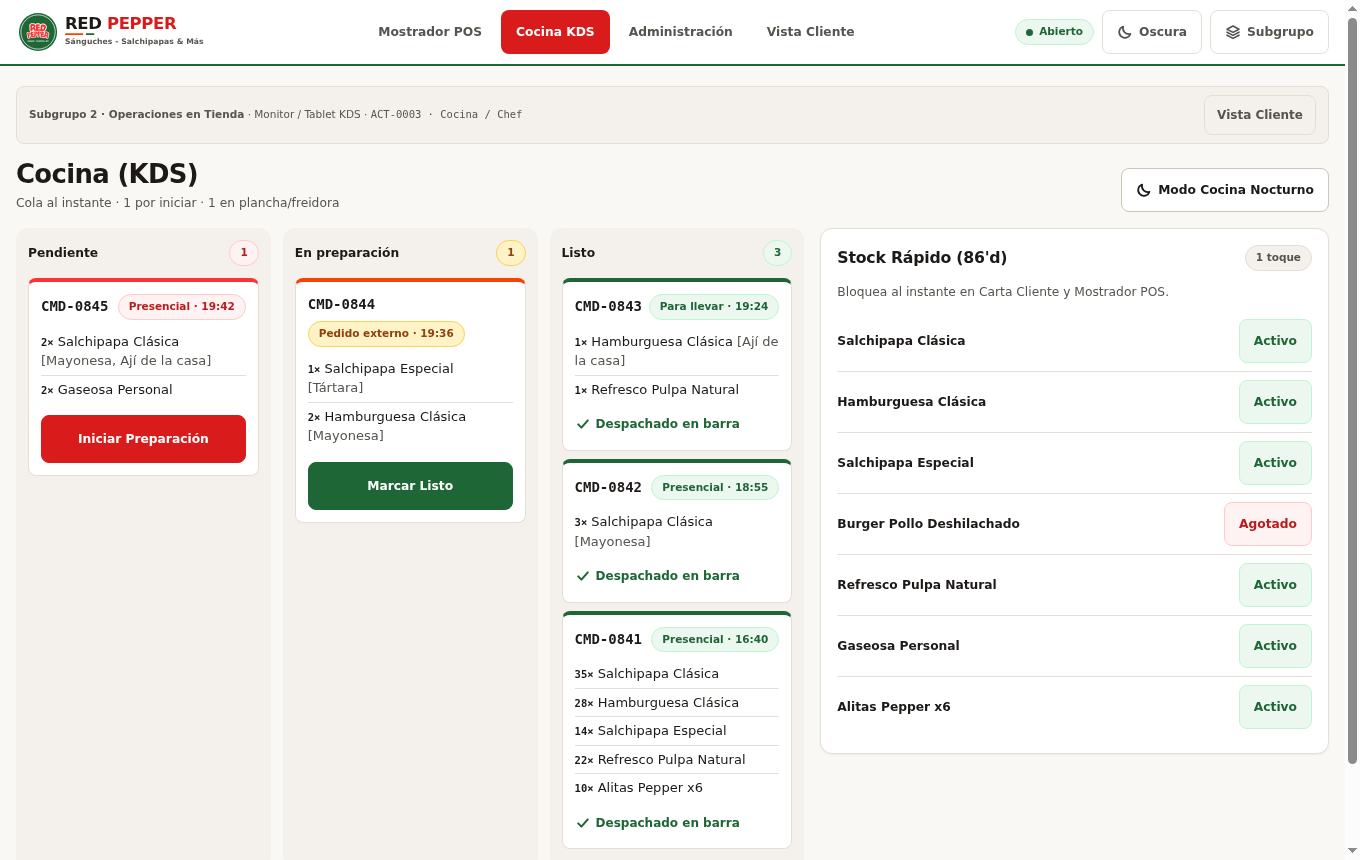 RED PEPPER
Sánguches - Salchipapas & Más
Mostrador POS
Cocina KDS
Administración
Vista Cliente
Abierto
Oscura
Subgrupo
Subgrupo 2 · Operaciones en Tienda · Monitor / Tablet KDS · ACT-0003 · Cocina / Chef
Vista Cliente
Cocina (KDS)
Cola al instante · 1 por iniciar · 1 en plancha/freidora
Modo Cocina Nocturno
Pendiente
1
CMD-0845
Presencial · 19:42
2× Salchipapa Clásica
[Mayonesa, Ají de la casa]
2× Gaseosa Personal
Iniciar Preparación
En preparación
1
CMD-0844
Pedido externo · 19:36
1× Salchipapa Especial
[Tártara]
2× Hamburguesa Clásica
[Mayonesa]
Marcar Listo
Listo
3
CMD-0843
Para llevar · 19:24
1× Hamburguesa Clásica [Ají de
la casa]
1× Refresco Pulpa Natural
Despachado en barra
CMD-0842
Presencial · 18:55
3× Salchipapa Clásica
[Mayonesa]
Despachado en barra
CMD-0841
Presencial · 16:40
35× Salchipapa Clásica
28× Hamburguesa Clásica
14× Salchipapa Especial
22× Refresco Pulpa Natural
10× Alitas Pepper x6
Despachado en barra
Stock Rápido (86'd)
1 toque
Bloquea al instante en Carta Cliente y Mostrador POS.
Salchipapa Clásica
Activo
Hamburguesa Clásica
Activo
Salchipapa Especial
Activo
Burger Pollo Deshilachado
Agotado
Refresco Pulpa Natural
Activo
Gaseosa Personal
Activo
Alitas Pepper x6
Activo